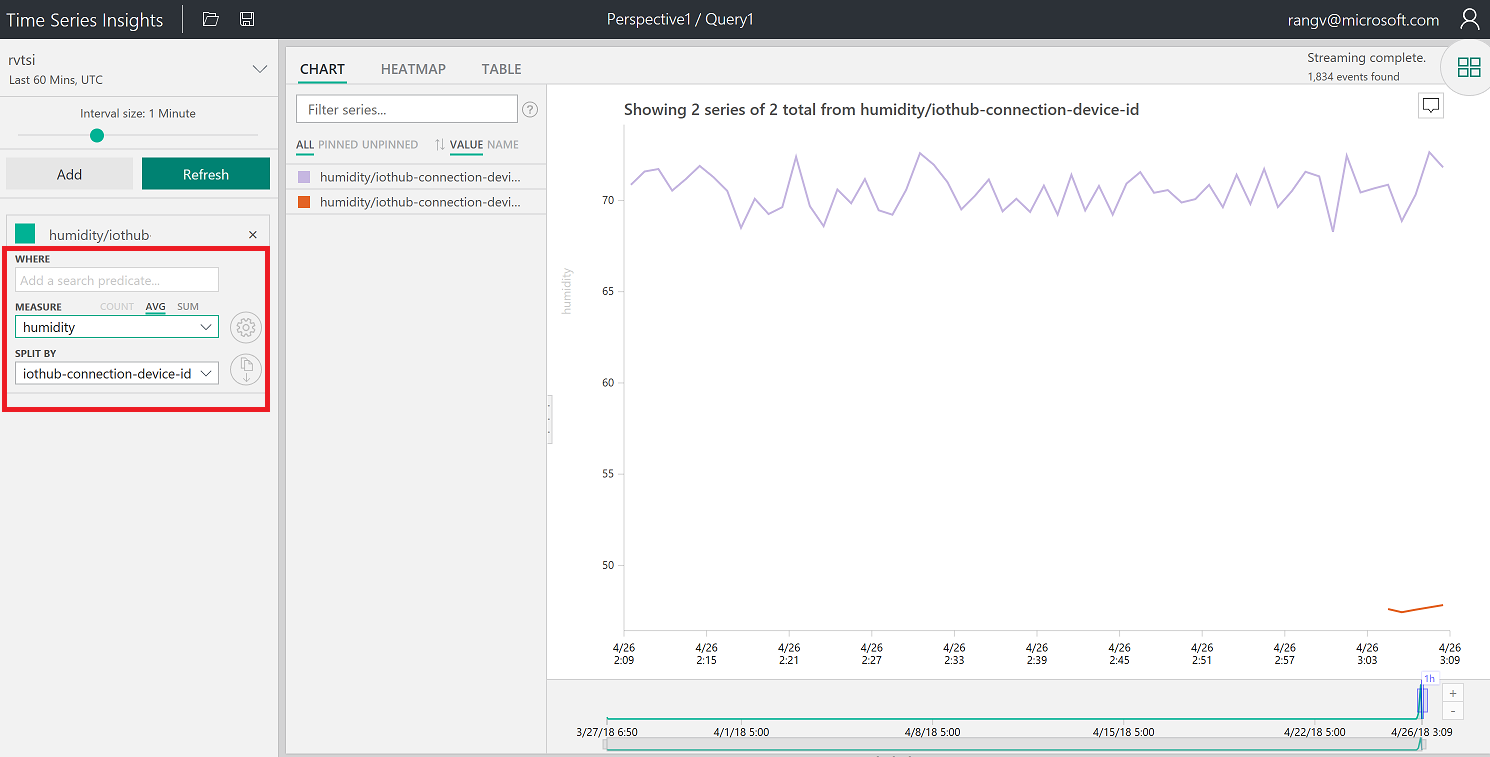 Time Series Insights
Perspective1 / Query1
rangv@microsoft.com
rvtsi
Last 60 Mins, UTC
Interval size: 1 Minute
Add
Refresh
humidity/iothub-
WHERE
Add a search predicate...
MEASURE COUNT AVG SUM
humidity
SPLIT BY
iothub-connection-device-id
CHART HEATMAP TABLE
Streaming complete.
1,834 events found
Filter series...
?
ALL PINNED UNPINNED VALUE NAME
humidity/iothub-connection-devi...
humidity/iothub-connection-devi...
Showing 2 series of 2 total from humidity/iothub-connection-device-id
humidity
70
65
60
55
50
4/26 4/26 4/26 4/26 4/26 4/26 4/26 4/26 4/26 4/26 4/26
2:09 2:15 2:21 2:27 2:33 2:39 2:45 2:51 2:57 3:03 3:09
1h
+
-
3/27/18 6:50 4/1/18 5:00 4/8/18 5:00 4/15/18 5:00 4/22/18 5:00 4/26/18 3:09